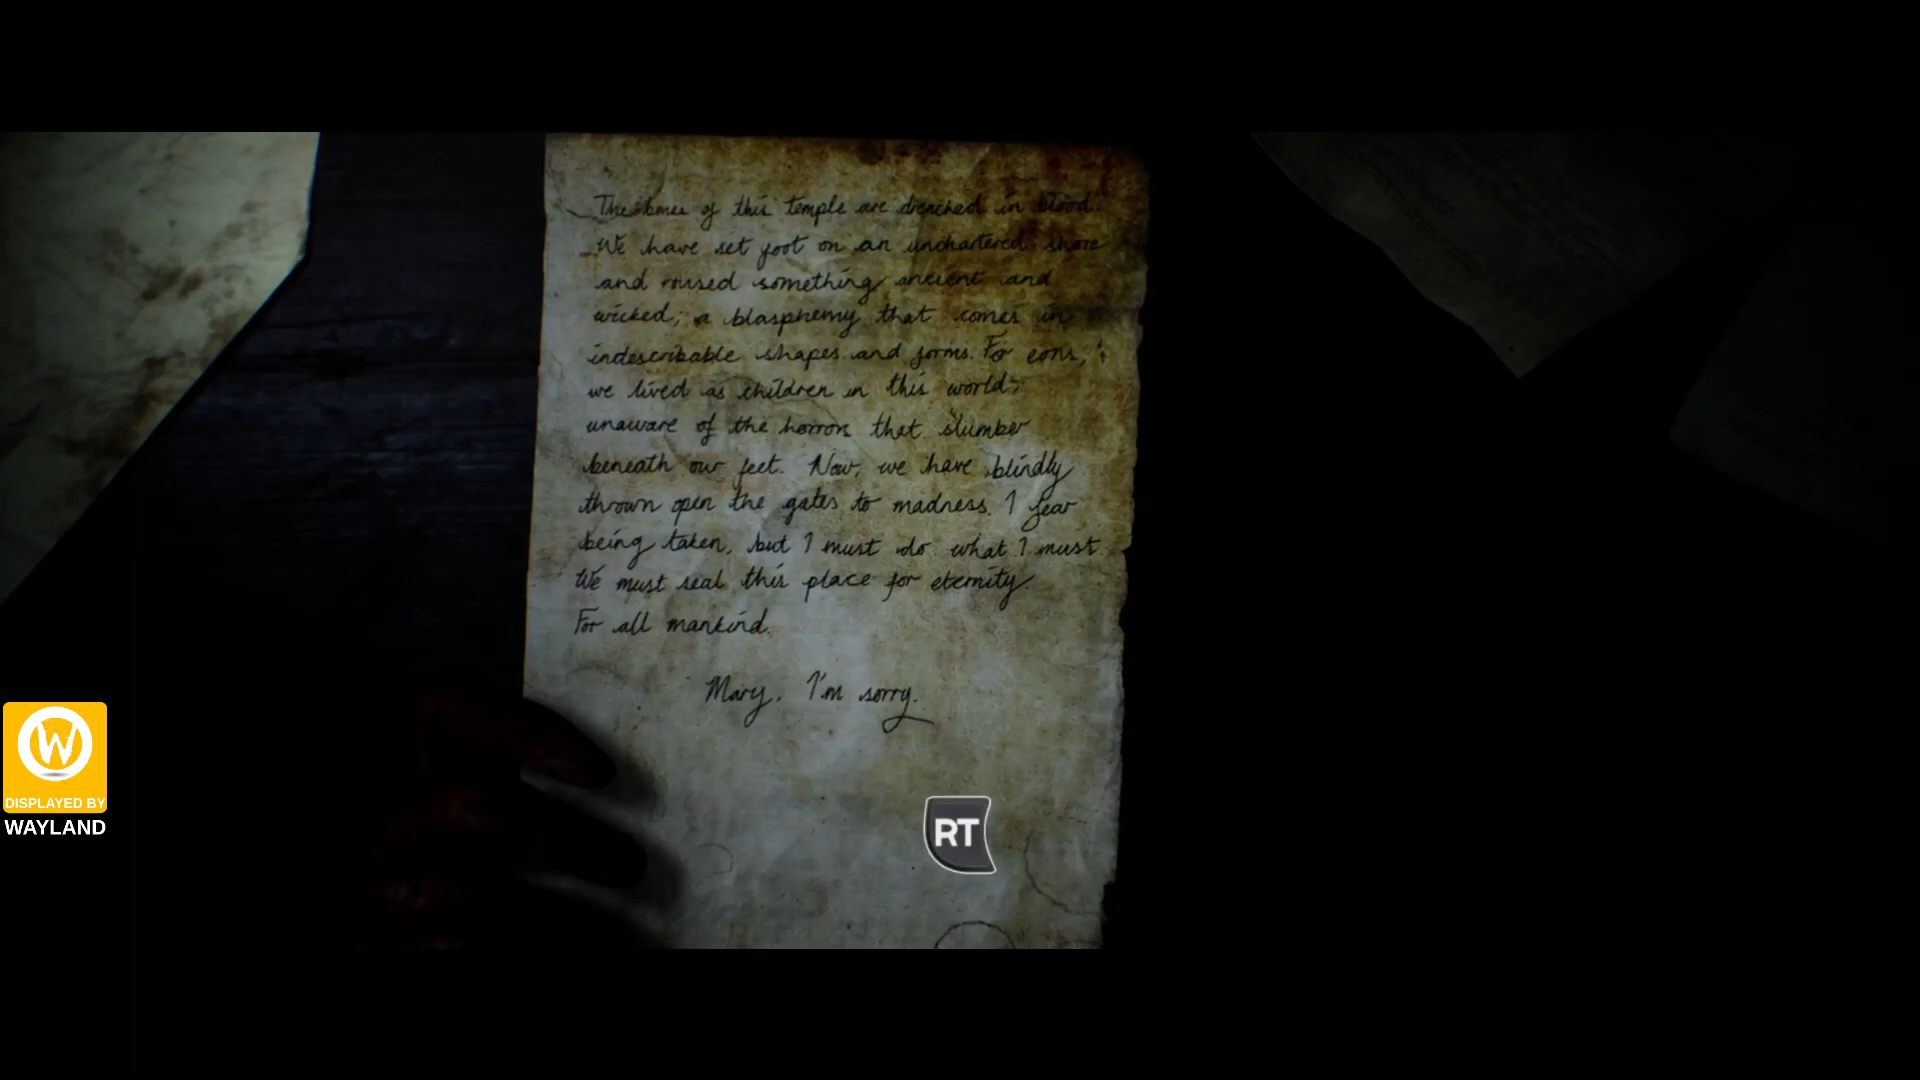 The bones of this temple are drenched in blood.
We have set foot on an unchartered shore
and roused something ancient and
wicked; a blasphemy that comes in
indescribable shapes and forms. For eons,
we lived as children in this world;
unaware of the horrors that slumber
beneath our feet. Now, we have blindly
thrown open the gates to madness. I fear
being taken, but I must do what I must.
We must seal this place for eternity.
For all mankind.
Mary, I'm sorry.
RT
DISPLAYED BY
WAYLAND